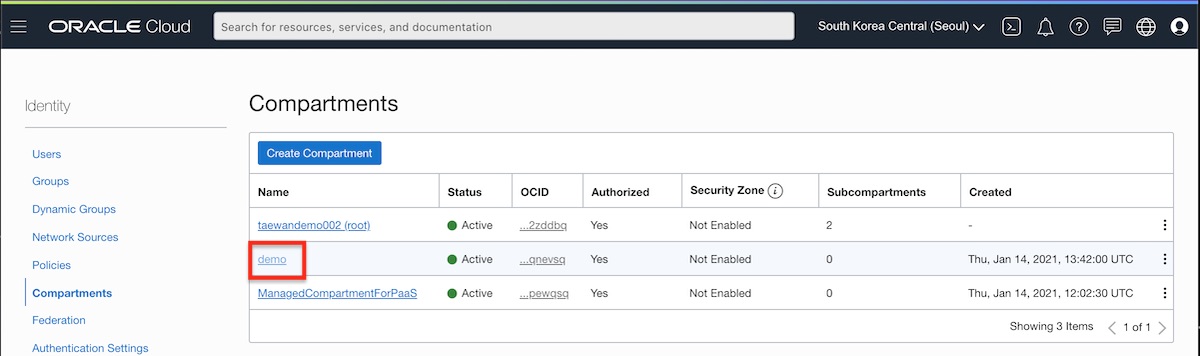 ORACLE Cloud Search for resources, services, and documentation South Korea Central (Seoul)
Identity
Users
Groups
Dynamic Groups
Network Sources
Policies
Compartments
Federation
Authentication Settings
Compartments
Create Compartment
Name Status OCID Authorized Security Zone i Subcompartments Created
taewandemo002 (root) Active ...2zddbq Yes Not Enabled 2 -
demo Active ...qnevsq Yes Not Enabled 0 Thu, Jan 14, 2021, 13:42:00 UTC
ManagedCompartmentForPaaS Active ...pewqsq Yes Not Enabled 0 Thu, Jan 14, 2021, 12:02:30 UTC
Showing 3 Items < 1 of 1 >